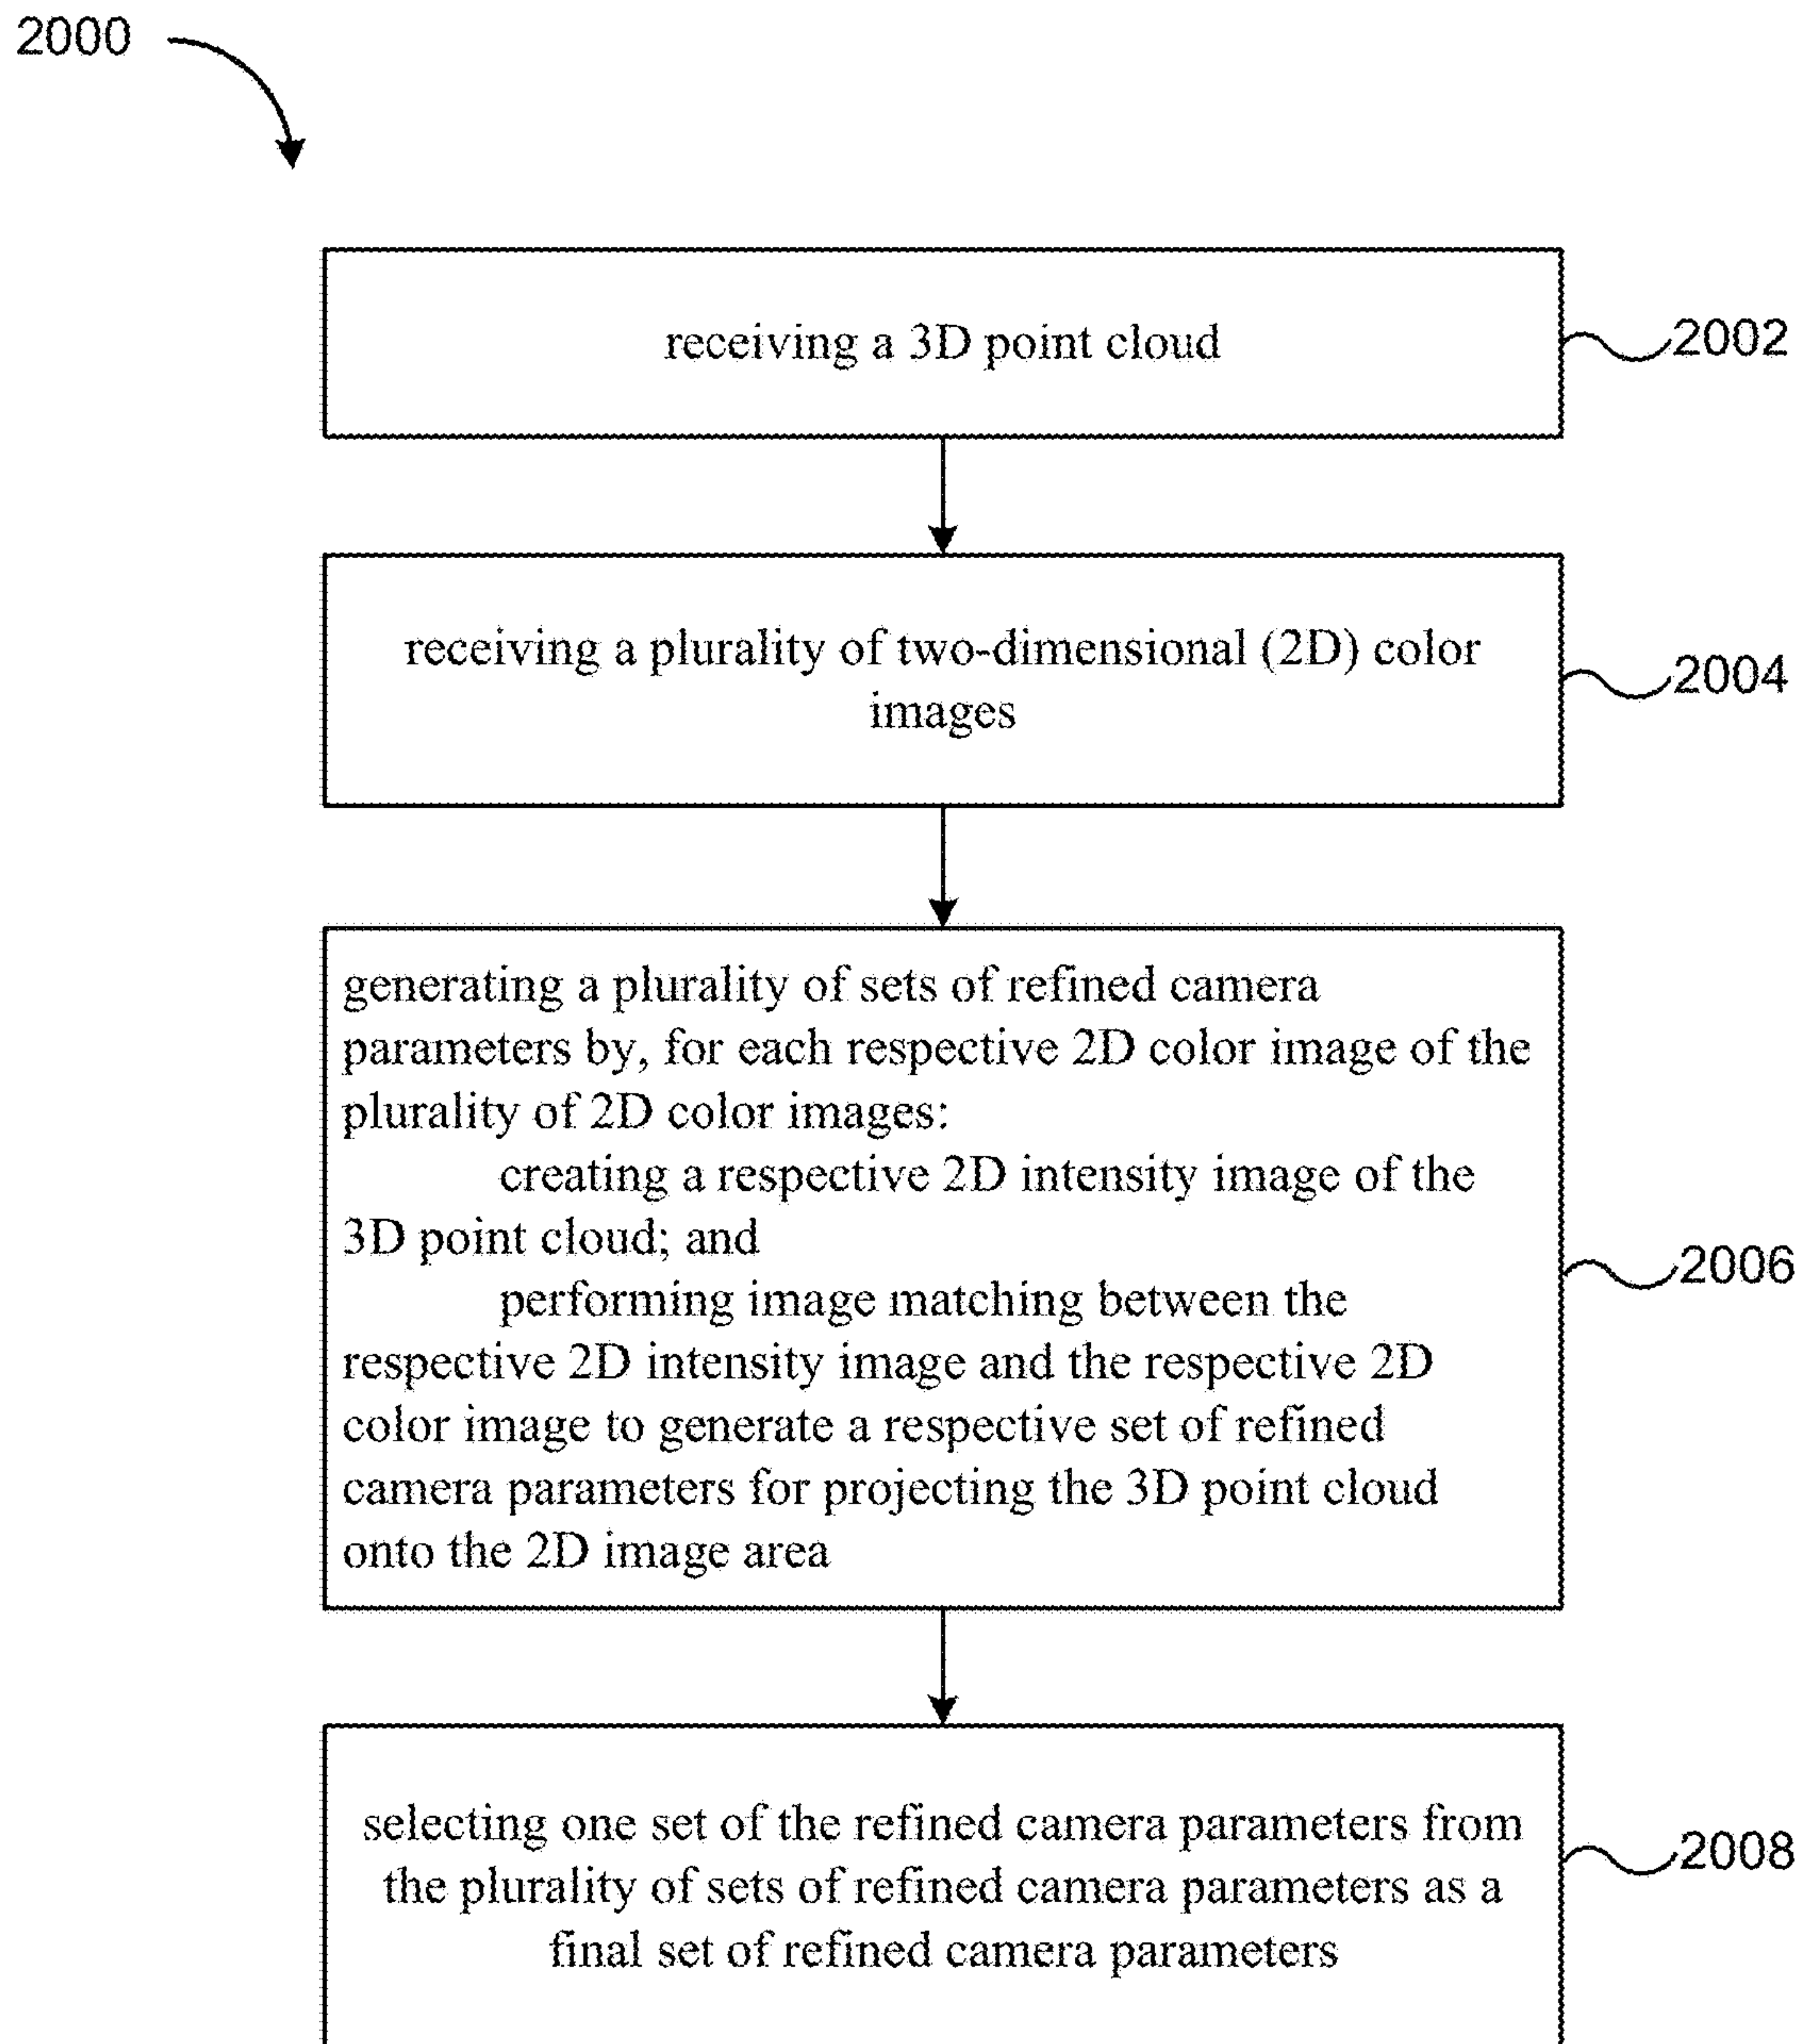 2000
receiving a 3D point cloud
2002
receiving a plurality of two-dimensional (2D) color
images
2004
generating a plurality of sets of refined camera
parameters by, for each respective 2D color image of the
plurality of 2D color images:
creating a respective 2D intensity image of the
3D point cloud; and
performing image matching between the
respective 2D intensity image and the respective 2D
color image to generate a respective set of refined
camera parameters for projecting the 3D point cloud
onto the 2D image area
2006
selecting one set of the refined camera parameters from
the plurality of sets of refined camera parameters as a
final set of refined camera parameters
2008